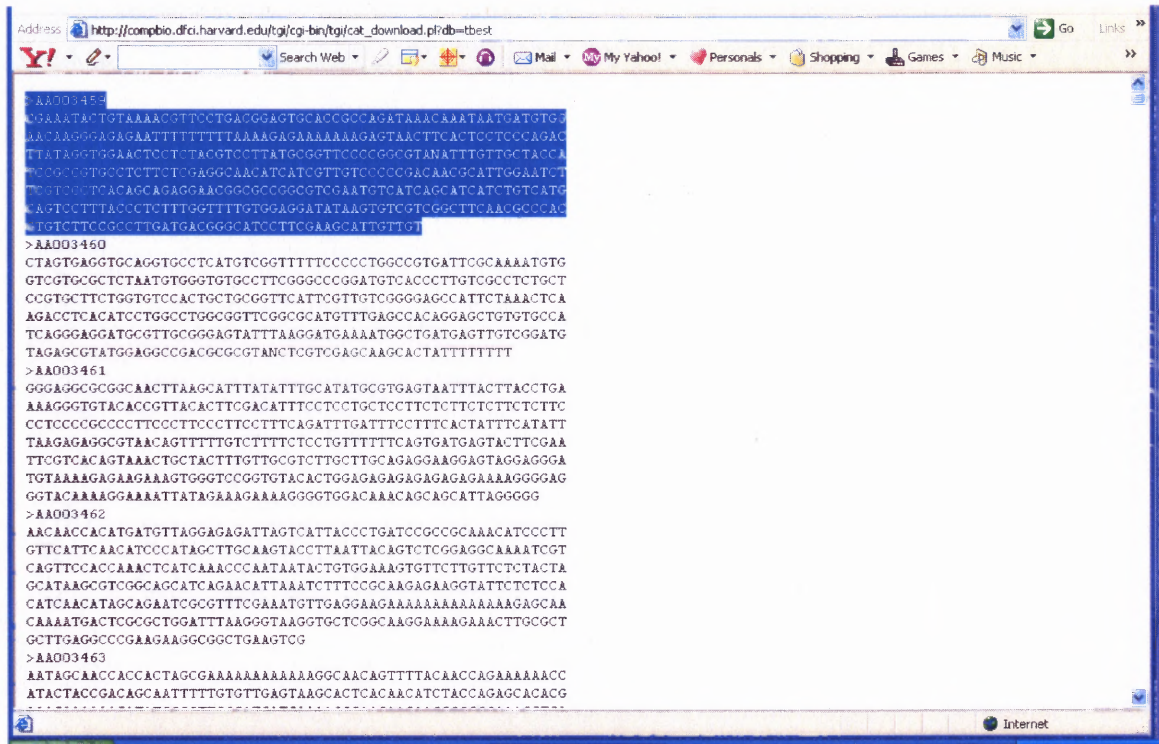 Address http://compbio.dfci.harvard.edu/tgi/cgi-bin/tgi/cat_download.pl?db=tbest Go Links »
Y! Search Web Mail My Yahoo! Personals Shopping Games Music »
>AA003459
CGAAATACTGTAAAACGTTCCTGACGGAGTGCACCGCCAGATAAACAAATAATGATGTGG
AACAAGGGAGAGAATTTTTTTTTTAAAAGAGAAAAAAAGAGTAACTTCACTCCTCCCAGAC
TTATAGGTGGAACTCCTCTACGTCCTTATGCGGTTCCCCGGCGTANATTTGTTGCTACCA
TCCGCCGTGCCTCTTCTCGAGGCAACATCATCGTTGTCCCCCGACAACGCATTGGAATCT
TCGTCCCTCACAGCAGAGGAACGGCGCCGGCGTCGAATGTCATCAGCATCATCTGTCATG
CAGTCCTTTACCCTCTTTGGTTTTGTGGAGGATATAAGTGTCGTCGGCTTCAACGCCCAC
GTGTCTTCCGCCTTGATGACGGGCATCCTTCGAAGCATTGTTGT
>AA003460
CTAGTGAGGTGCAGGTGCCTCATGTCGGTTTTTCCCCCTGGCCGTGATTCGCAAAATGTG
GTCGTGCGCTCTAATGTGGGTGTGCCTTCGGGCCCGGATGTCACCCTTGTCGCCTCTGCT
CCGTGCTTCTGGTGTCCACTGCTGCGGTTCATTCGTTGTCGGGGAGCCATTCTAAACTCA
AGACCTCACATCCTGGCCTGGCGGTTCGGCGCATGTTTGAGCCACAGGAGCTGTGTGCCA
TCAGGGAGGATGCGTTGCGGGAGTATTTAAGGATGAAAATGGCTGATGAGTTGTCGGATG
TAGAGCGTATGGAGGCCGACGCGCGTANCTCGTCGAGCAAGCACTATTTTTTTT
>AA003461
GGGAGGCGCGGCAACTTAAGCATTTATATTTGCATATGCGTGAGTAATTTACTTACCTGA
AAAGGGTGTACACCGTTACACTTCGACATTTCCTCCTGCTCCTTCTCTTCTCTTCTCTTC
CCTCCCCGCCCCTTCCCTTCCCTTCCTTTCAGATTTGATTTCCTTTCACTATTTCATATT
TAAGAGAGGCGTAACAGTTTTTGTCTTTTCTCCTGTTTTTTCAGTGATGAGTACTTCGAA
TTCGTCACAGTAAACTGCTACTTTGTTGCGTCTTGCTTGCAGAGGAAGGAGTAGGAGGGA
TGTAAAAGAGAAGAAAGTGGGTCCGGTGTACACTGGAGAGAGAGAGAGAGAAAAGGGGAG
GGTACAAAAGGAAAATTATAGAAAGAAAAGGGGTGGACAAACAGCAGCATTAGGGGG
>AA003462
AACAACCACATGATGTTAGGAGAGATTAGTCATTACCCTGATCCGCCGCAAACATCCCTT
GTTCATTCAACATCCCATAGCTTGCAAGTACCTTAATTACAGTCTCGGAGGCAAAATCGT
CAGTTCCACCAAACTCATCAAACCCAATAATACTGTGGAAAGTGTTCTTGTTCTCTACTA
GCATAAGCGTCGGCAGCATCAGAACATTAAATCTTTCCGCAAGAGAAGGTATTCTCTCCA
CATCAACATAGCAGAATCGCGTTTCGAAATGTTGAGGAAGAAAAAAAAAAAAAAGAGCAA
CAAAATGACTCGCGCTGGATTTAAGGGTAAGGTGCTCGGCAAGGAAAAGAAACTTGCGCT
GCTTGAGGCCCGAAGAAGGCGGCTGAAGTCG
>AA003463
AATAGCAACCACCACTAGCGAAAAAAAAAAAAGGCAACAGTTTTACAACCAGAAAAAACC
ATACTACCGACAGCAATTTTTGTGTTGAGTAAGCACTCACAACATCTACCAGAGCACACG
Internet